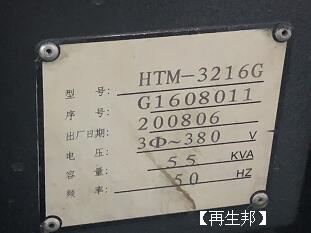 型号: HTM-3216G
序号: G1608011
出厂日期: 200806
电压: 3Φ~380 V
容量: 55 KVA
频率: 50 HZ
【再生邦】